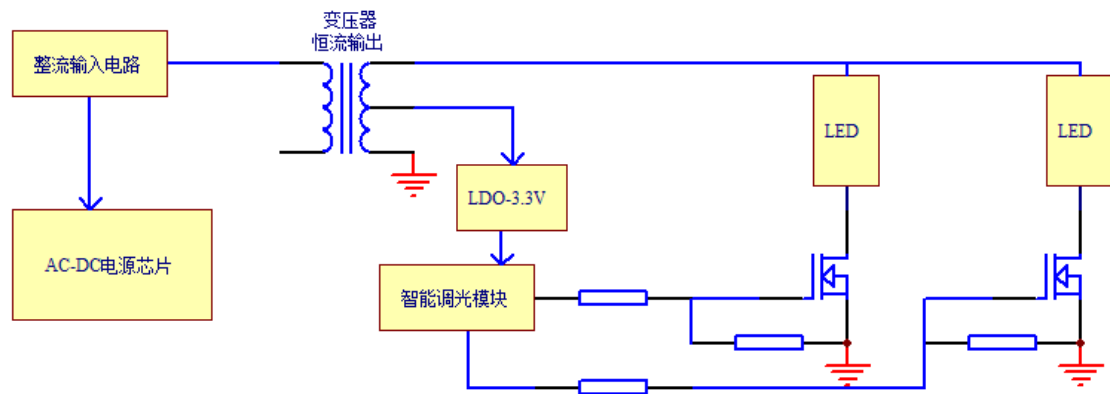 变压器
恒流输出
整流输入电路
LED
LED
LDO-3.3V
AC-DC电源芯片
智能调光模块